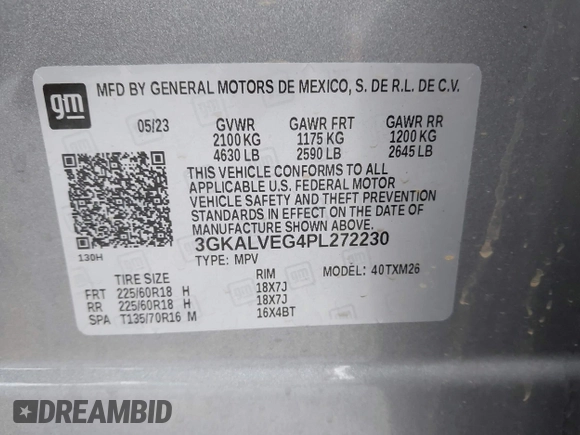 gm
MFD BY GENERAL MOTORS DE MEXICO, S. DE R.L. DE C.V.
05/23 GVWR GAWR FRT GAWR RR
2100 KG 1175 KG 1200 KG
4630 LB 2590 LB 2645 LB
THIS VEHICLE CONFORMS TO ALL
APPLICABLE U.S. FEDERAL MOTOR
VEHICLE SAFETY AND THEFT PREVENTION
STANDARDS IN EFFECT ON THE DATE OF
MANUFACTURE SHOWN ABOVE.
3GKALVEG4PL272230
130H
TYPE: MPV MODEL: 40TXM26
TIRE SIZE RIM
FRT 225/60R18 H 18X7J
RR 225/60R18 H 18X7J
SPA T135/70R16 M 16X4BT
DREAMBID